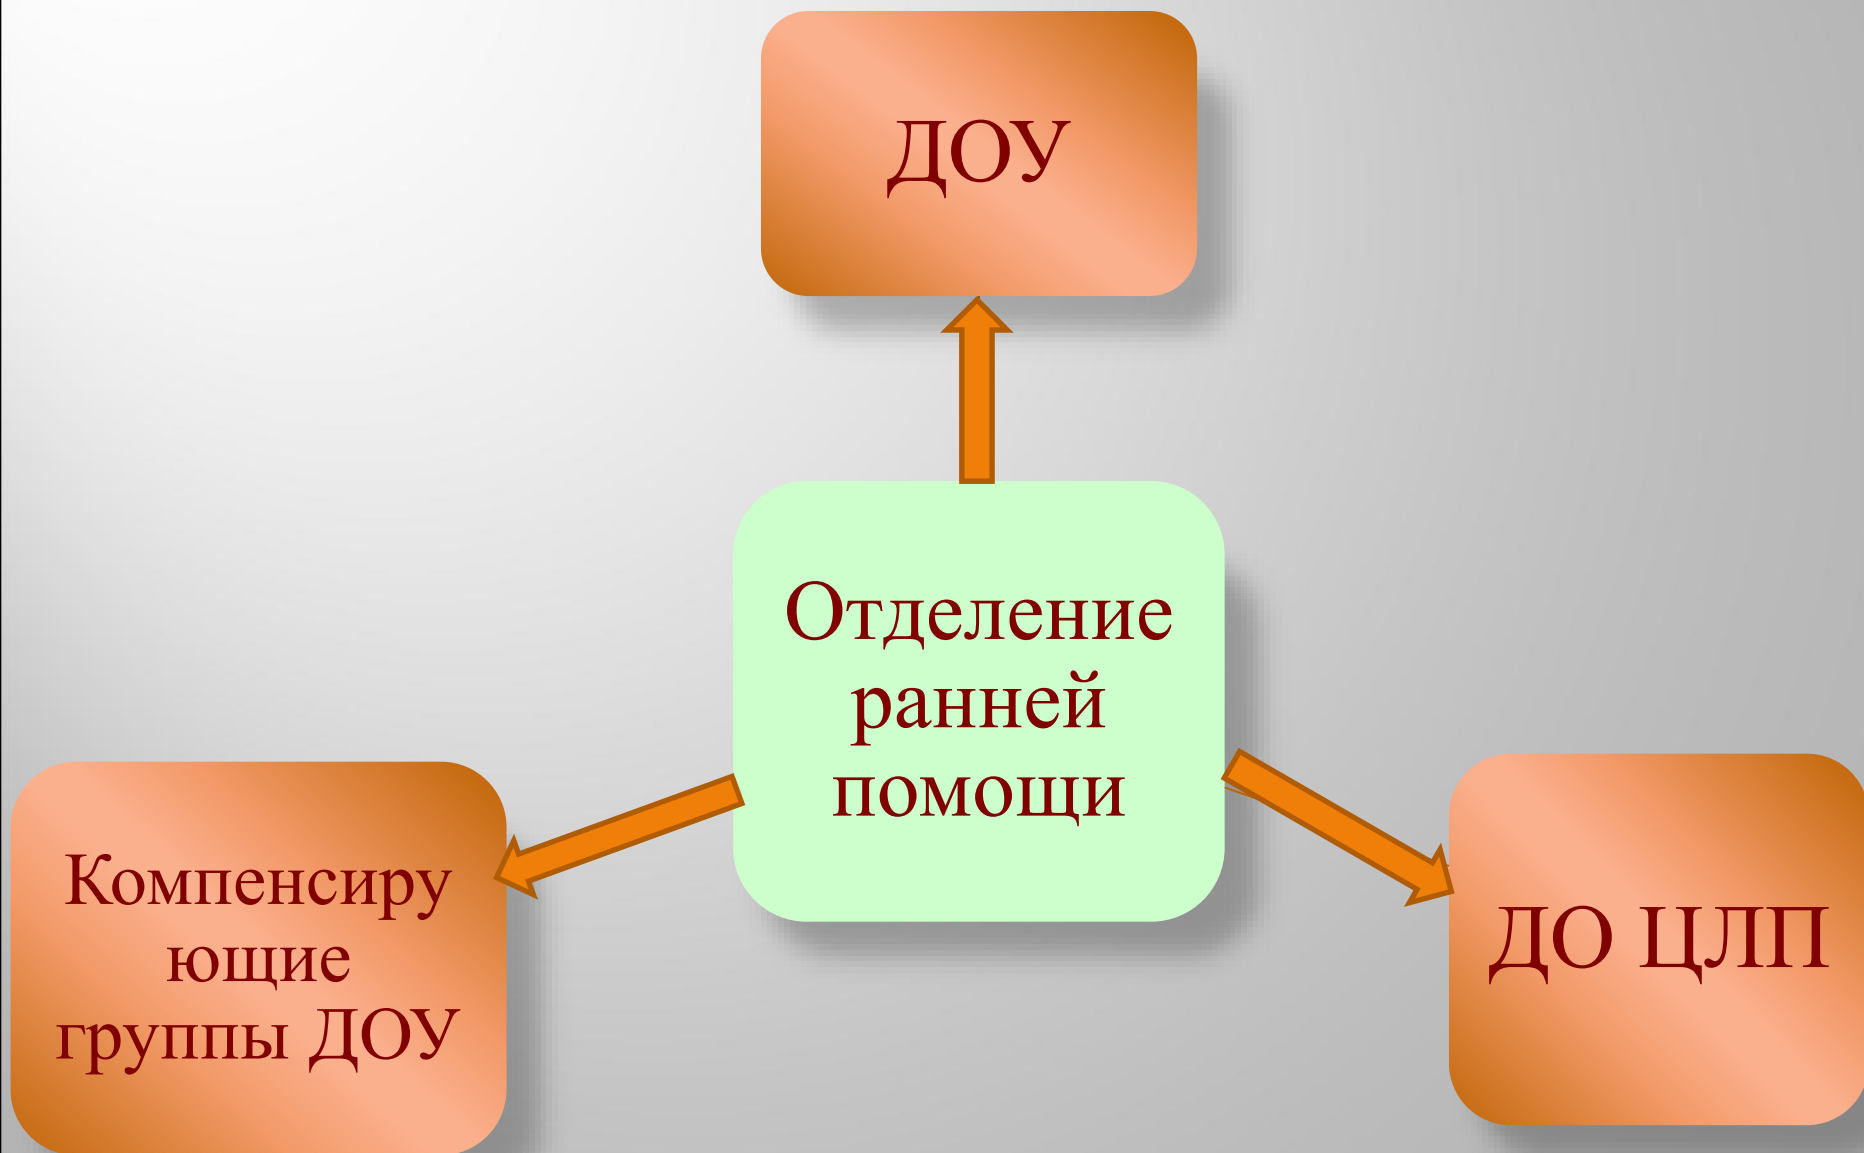 ДОУ
Отделение
ранней
помощи
Компенсиру
ющие
группы ДОУ
ДО ЦЛП